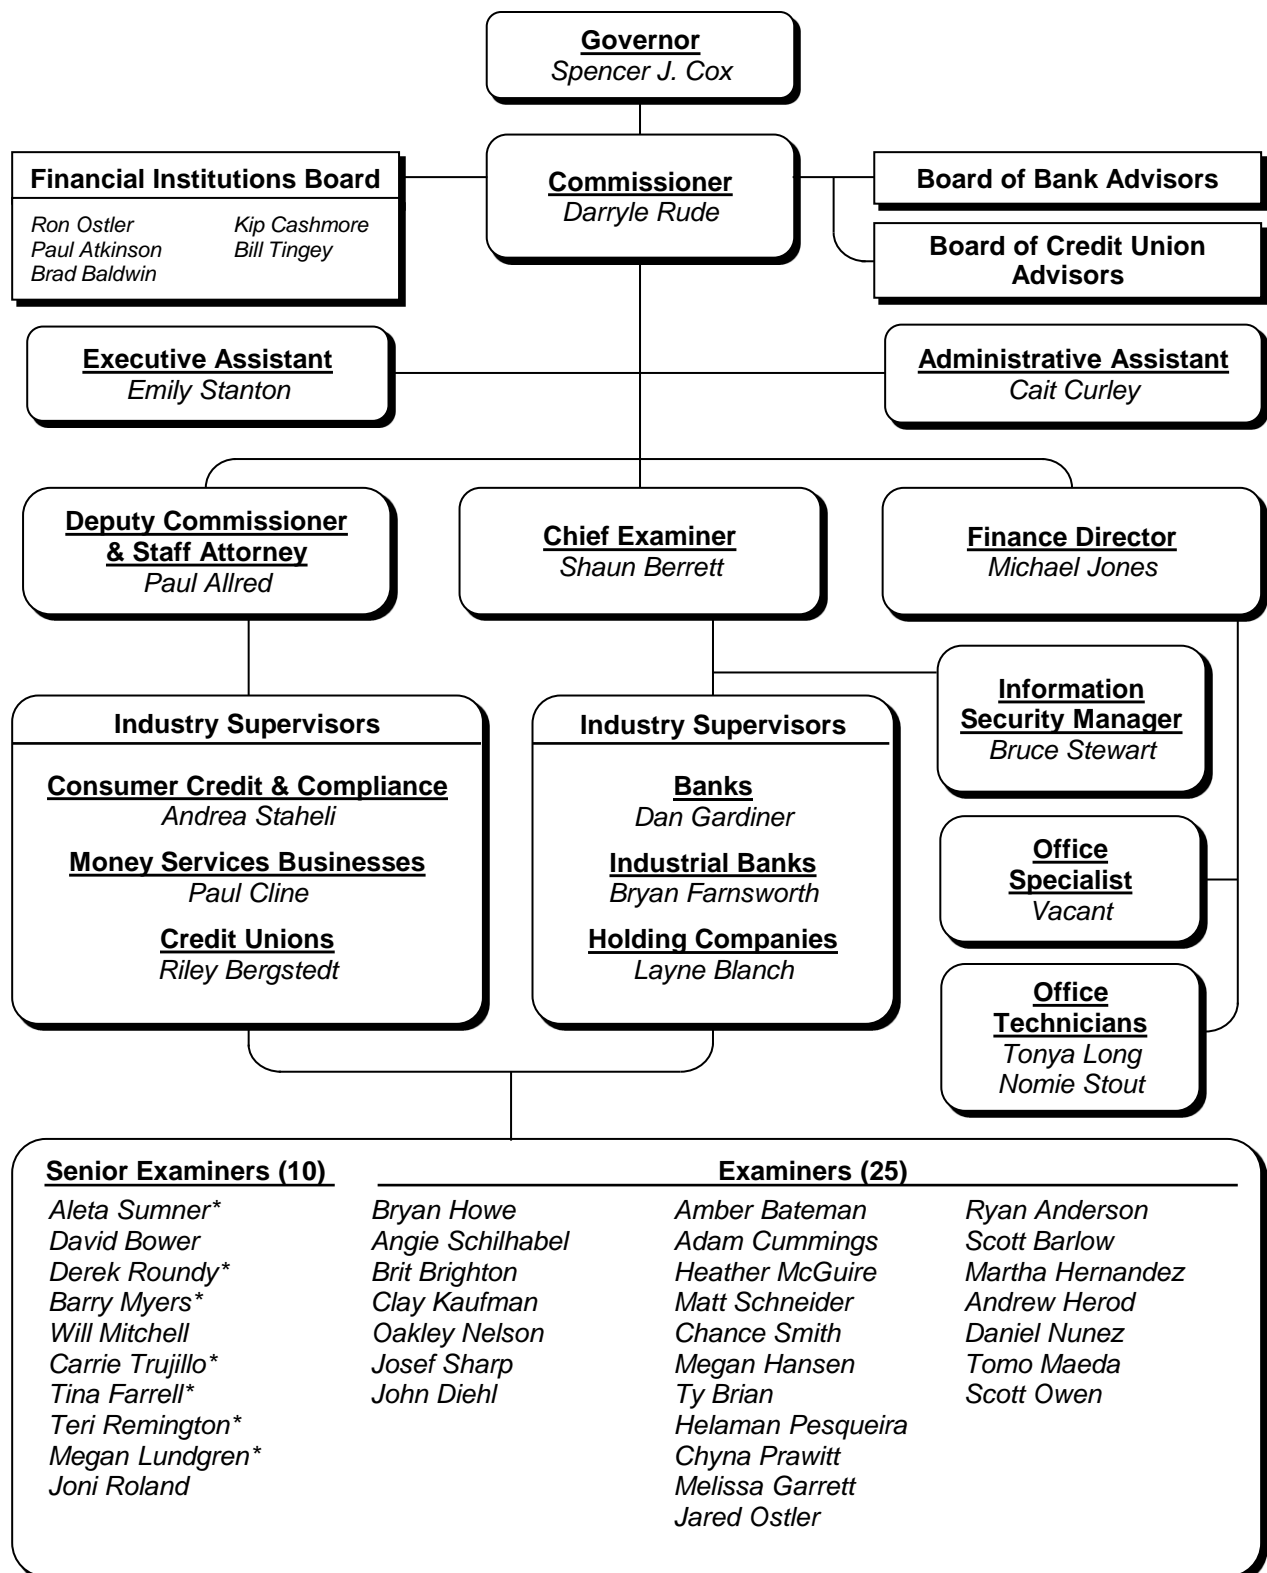 Governor
Spencer J. Cox
Financial Institutions Board
Ron Ostler
Paul Atkinson
Brad Baldwin
Kip Cashmore
Bill Tingey
Commissioner
Darryle Rude
Board of Bank Advisors
Board of Credit Union
Advisors
Executive Assistant
Emily Stanton
Administrative Assistant
Cait Curley
Deputy Commissioner
& Staff Attorney
Paul Allred
Chief Examiner
Shaun Berrett
Finance Director
Michael Jones
Industry Supervisors
Consumer Credit & Compliance
Andrea Staheli
Money Services Businesses
Paul Cline
Credit Unions
Riley Bergstedt
Industry Supervisors
Banks
Dan Gardiner
Industrial Banks
Bryan Farnsworth
Holding Companies
Layne Blanch
Information
Security Manager
Bruce Stewart
Office
Specialist
Vacant
Office
Technicians
Tonya Long
Nomie Stout
Senior Examiners (10)
Aleta Sumner*
David Bower
Derek Roundy*
Barry Myers*
Will Mitchell
Carrie Trujillo*
Tina Farrell*
Teri Remington*
Megan Lundgren*
Joni Roland
Examiners (25)
Bryan Howe
Angie Schilhabel
Brit Brighton
Clay Kaufman
Oakley Nelson
Josef Sharp
John Diehl
Amber Bateman
Adam Cummings
Heather McGuire
Matt Schneider
Chance Smith
Megan Hansen
Ty Brian
Helaman Pesqueira
Chyna Prawitt
Melissa Garrett
Jared Ostler
Ryan Anderson
Scott Barlow
Martha Hernandez
Andrew Herod
Daniel Nunez
Tomo Maeda
Scott Owen